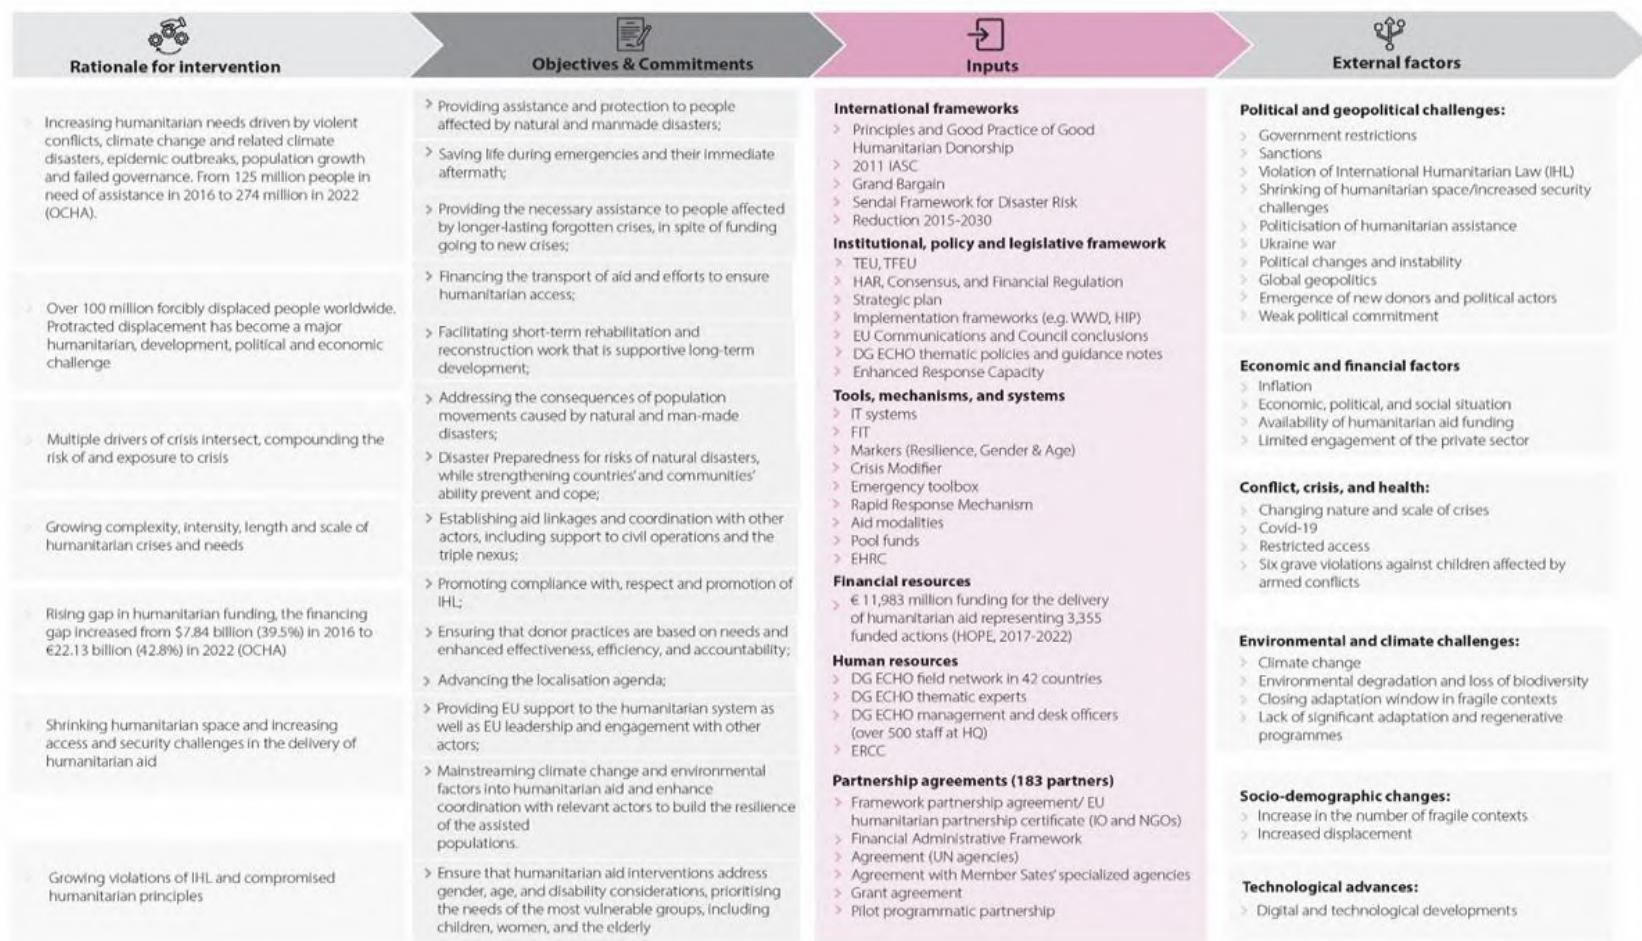 Rationale for intervention
Increasing humanitarian needs driven by violent
conflicts, climate change and related climate
disasters, epidemic outbreaks, population growth
and failed governance. From 125 million people in
need of assistance in 2016 to 274 million in 2022
(OCHA).
Over 100 million forcibly displaced people worldwide.
Protracted displacement has become a major
humanitarian, development, political and economic
challenge
Multiple drivers of crisis intersect, compounding the
risk of and exposure to crisis
Growing complexity, intensity, length and scale of
humanitarian crises and needs
Rising gap in humanitarian funding, the financing
gap increased from $7.84 billion (39.5%) in 2016 to
€22.13 billion (42.8%) in 2022 (OCHA)
Shrinking humanitarian space and increasing
access and security challenges in the delivery of
humanitarian aid
Growing violations of IHL and compromised
humanitarian principles
Objectives & Commitments
> Providing assistance and protection to people
affected by natural and manmade disasters;
> Saving life during emergencies and their immediate
aftermath;
> Providing the necessary assistance to people affected
by longer-lasting forgotten crises, in spite of funding
going to new crises;
> Financing the transport of aid and efforts to ensure
humanitarian access;
> Facilitating short-term rehabilitation and
reconstruction work that is supportive long-term
development;
> Addressing the consequences of population
movements caused by natural and man-made
disasters;
> Disaster Preparedness for risks of natural disasters,
while strengthening countries' and communities'
ability prevent and cope;
> Establishing aid linkages and coordination with other
actors, including support to civil operations and the
triple nexus;
> Promoting compliance with, respect and promotion of
IHL;
> Ensuring that donor practices are based on needs and
enhanced effectiveness, efficiency, and accountability;
> Advancing the localisation agenda;
> Providing EU support to the humanitarian system as
well as EU leadership and engagement with other
actors;
> Mainstreaming climate change and environmental
factors into humanitarian aid and enhance
coordination with relevant actors to build the resilience
of the assisted
populations.
> Ensure that humanitarian aid interventions address
gender, age, and disability considerations, prioritising
the needs of the most vulnerable groups, including
children, women, and the elderly
Inputs
International frameworks
> Principles and Good Practice of Good
Humanitarian Donorship
> 2011 IASC
> Grand Bargain
> Sendai Framework for Disaster Risk
> Reduction 2015-2030
Institutional, policy and legislative framework
> TEU, TFEU
> HAR, Consensus, and Financial Regulation
> Strategic plan
> Implementation frameworks (e.g. WWD, HIP)
> EU Communications and Council conclusions
> DG ECHO thematic policies and guidance notes
> Enhanced Response Capacity
Tools, mechanisms, and systems
> IT systems
> FIT
> Markers (Resilience, Gender & Age)
> Crisis Modifier
> Emergency toolbox
> Rapid Response Mechanism
> Aid modalities
> Pool funds
> EHRC
Financial resources
> € 11,983 million funding for the delivery
of humanitarian aid representing 3,355
funded actions (HOPE, 2017-2022)
Human resources
> DG ECHO field network in 42 countries
> DG ECHO thematic experts
> DG ECHO management and desk officers
(over 500 staff at HQ)
> ERCC
Partnership agreements (183 partners)
> Framework partnership agreement/ EU
humanitarian partnership certificate (IO and NGOs)
> Financial Administrative Framework
> Agreement (UN agencies)
> Agreement with Member Sates' specialized agencies
> Grant agreement
> Pilot programmatic partnership
External factors
Political and geopolitical challenges:
> Government restrictions
> Sanctions
> Violation of International Humanitarian Law (IHL)
> Shrinking of humanitarian space/increased security
challenges
> Politicisation of humanitarian assistance
> Ukraine war
> Political changes and instability
> Global geopolitics
> Emergence of new donors and political actors
> Weak political commitment
Economic and financial factors
> Inflation
> Economic, political, and social situation
> Availability of humanitarian aid funding
> Limited engagement of the private sector
Conflict, crisis, and health:
> Changing nature and scale of crises
> Covid-19
> Restricted access
> Six grave violations against children affected by
armed conflicts
Environmental and climate challenges:
> Climate change
> Environmental degradation and loss of biodiversity
> Closing adaptation window in fragile contexts
> Lack of significant adaptation and regenerative
programmes
Socio-demographic changes:
> Increase in the number of fragile contexts
> Increased displacement
Technological advances:
> Digital and technological developments